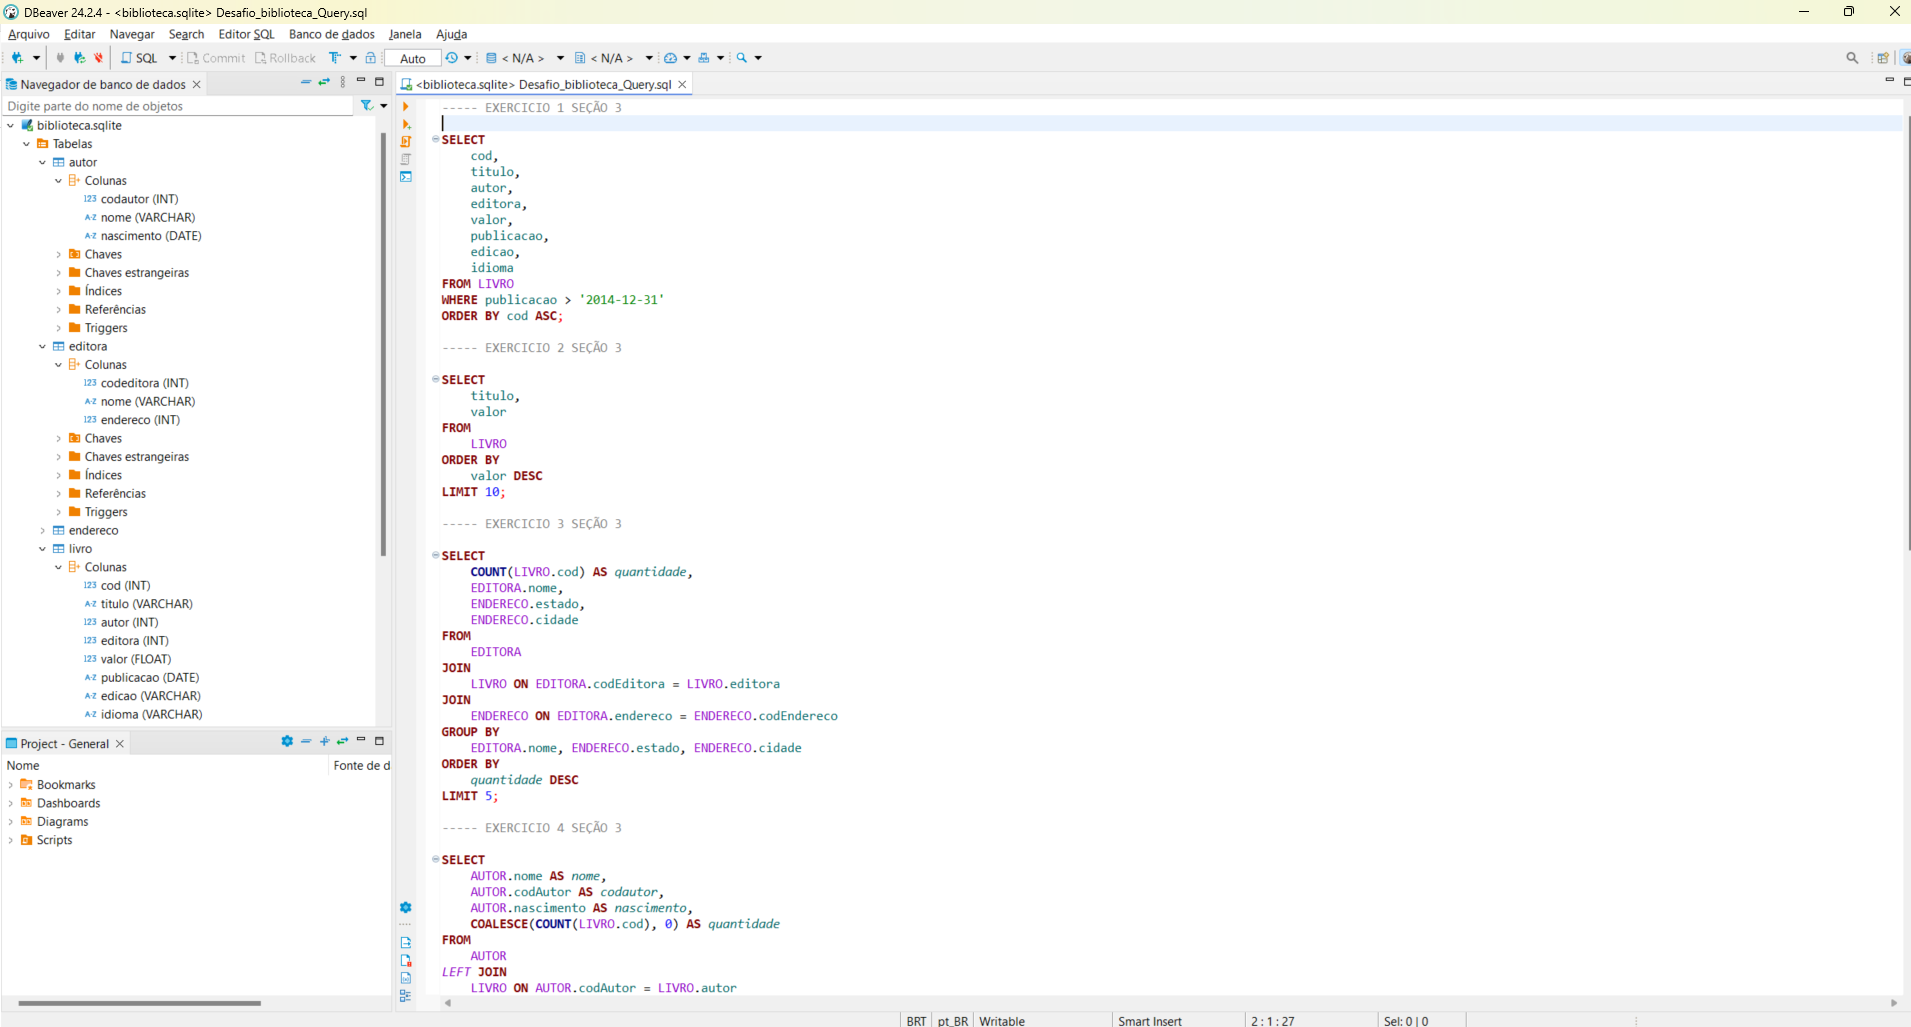 DBeaver 24.2.4 - <biblioteca.sqlite> Desafio_biblioteca_Query.sql
Arquivo Editar Navegar Search Editor SQL Banco de dados Janela Ajuda
SQL Commit Rollback Auto < N/A > < N/A >
Navegador de banco de dados
Digite parte do nome de objetos
biblioteca.sqlite
Tabelas
autor
Colunas
123 codautor (INT)
A-Z nome (VARCHAR)
A-Z nascimento (DATE)
Chaves
Chaves estrangeiras
Índices
Referências
Triggers
editora
Colunas
123 codeditora (INT)
A-Z nome (VARCHAR)
123 endereco (INT)
Chaves
Chaves estrangeiras
Índices
Referências
Triggers
endereco
livro
Colunas
123 cod (INT)
A-Z titulo (VARCHAR)
123 autor (INT)
123 editora (INT)
123 valor (FLOAT)
A-Z publicacao (DATE)
A-Z edicao (VARCHAR)
A-Z idioma (VARCHAR)
Project - General
Nome Fonte de d
Bookmarks
Dashboards
Diagrams
Scripts
<biblioteca.sqlite> Desafio_biblioteca_Query.sql
----- EXERCICIO 1 SEÇÃO 3
SELECT
cod,
titulo,
autor,
editora,
valor,
publicacao,
edicao,
idioma
FROM LIVRO
WHERE publicacao > '2014-12-31'
ORDER BY cod ASC;
----- EXERCICIO 2 SEÇÃO 3
SELECT
titulo,
valor
FROM
LIVRO
ORDER BY
valor DESC
LIMIT 10;
----- EXERCICIO 3 SEÇÃO 3
SELECT
COUNT(LIVRO.cod) AS quantidade,
EDITORA.nome,
ENDERECO.estado,
ENDERECO.cidade
FROM
EDITORA
JOIN
LIVRO ON EDITORA.codEditora = LIVRO.editora
JOIN
ENDERECO ON EDITORA.endereco = ENDERECO.codEndereco
GROUP BY
EDITORA.nome, ENDERECO.estado, ENDERECO.cidade
ORDER BY
quantidade DESC
LIMIT 5;
----- EXERCICIO 4 SEÇÃO 3
SELECT
AUTOR.nome AS nome,
AUTOR.codAutor AS codautor,
AUTOR.nascimento AS nascimento,
COALESCE(COUNT(LIVRO.cod), 0) AS quantidade
FROM
AUTOR
LEFT JOIN
LIVRO ON AUTOR.codAutor = LIVRO.autor
BRT pt_BR Writable Smart Insert 2 : 1 : 27 Sel: 0 | 0